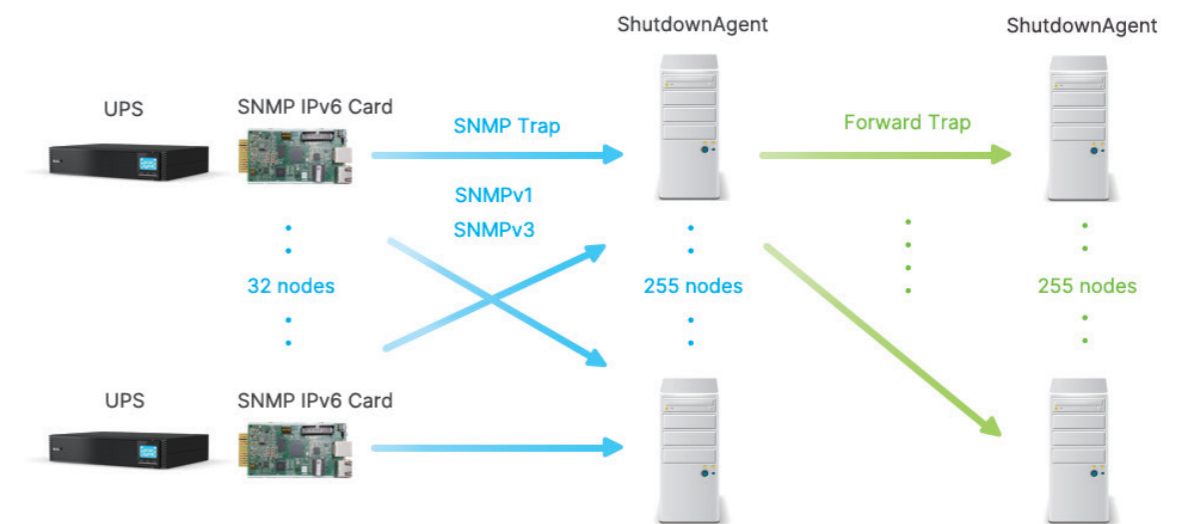 ShutdownAgent
ShutdownAgent
UPS
SNMP IPv6 Card
SNMP Trap
Forward Trap
SNMPv1
SNMPv3
32 nodes
255 nodes
255 nodes
UPS
SNMP IPv6 Card